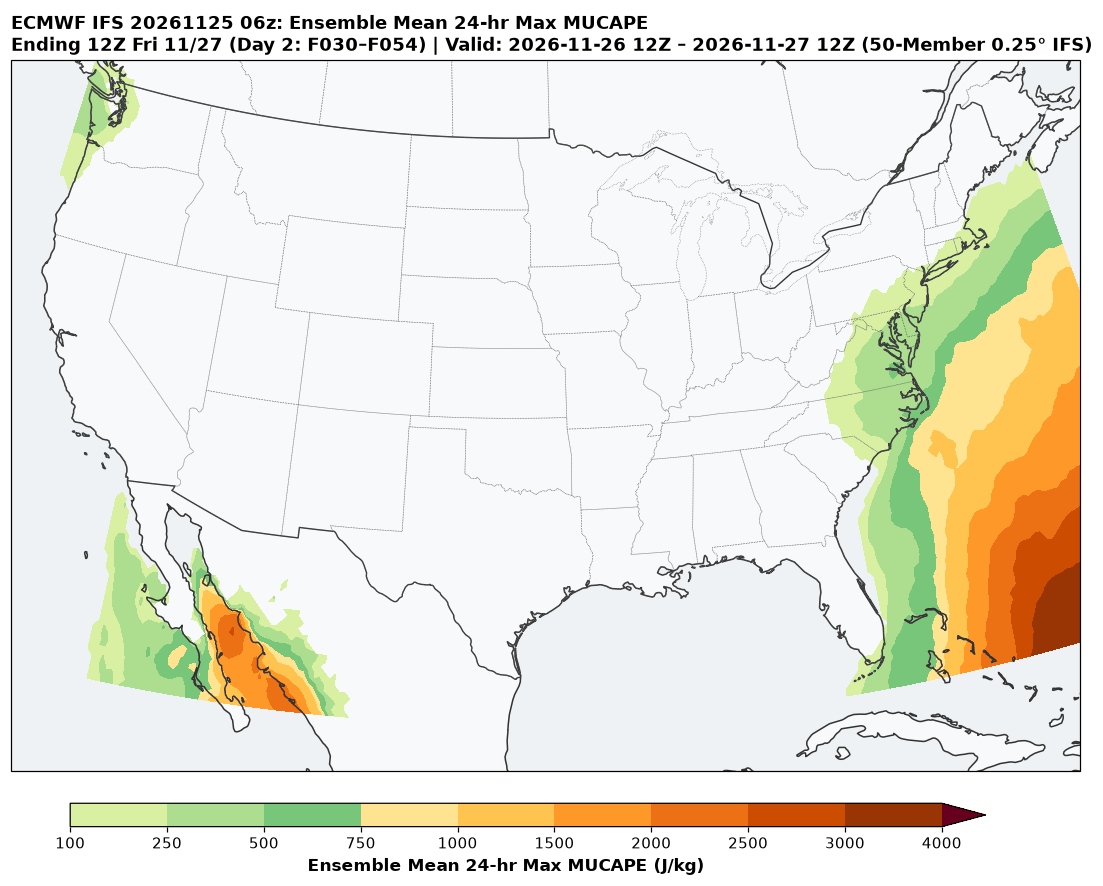 ECMWF IFS 20261125 06z: Ensemble Mean 24-hr Max MUCAPE
Ending 12Z Fri 11/27 (Day 2: F030–F054) | Valid: 2026-11-26 12Z – 2026-11-27 12Z (50-Member 0.25° IFS)
100 250 500 750 1000 1500 2000 2500 3000 4000
Ensemble Mean 24-hr Max MUCAPE (J/kg)